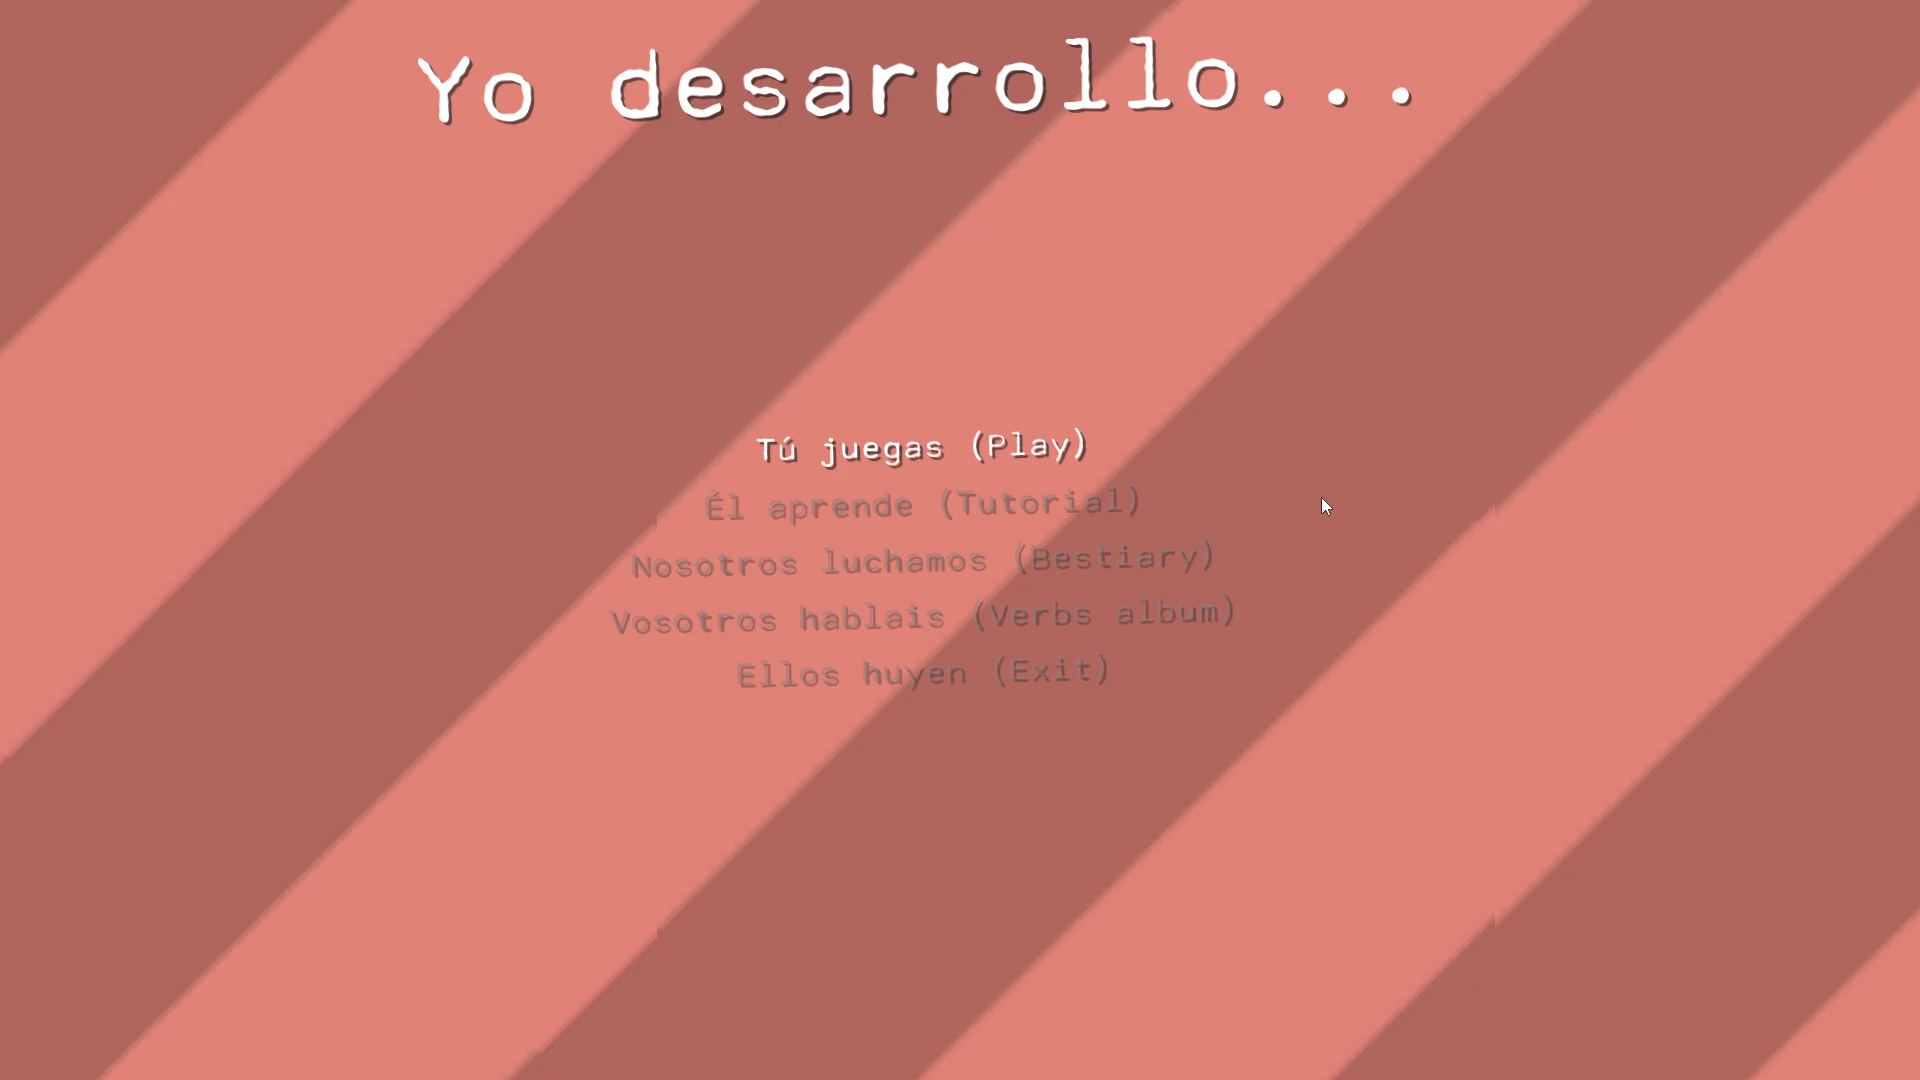 Yo desarrollo...
Tú juegas (Play)
Él aprende (Tutorial)
Nosotros luchamos (Bestiary)
Vosotros hablais (Verbs album)
Ellos huyen (Exit)